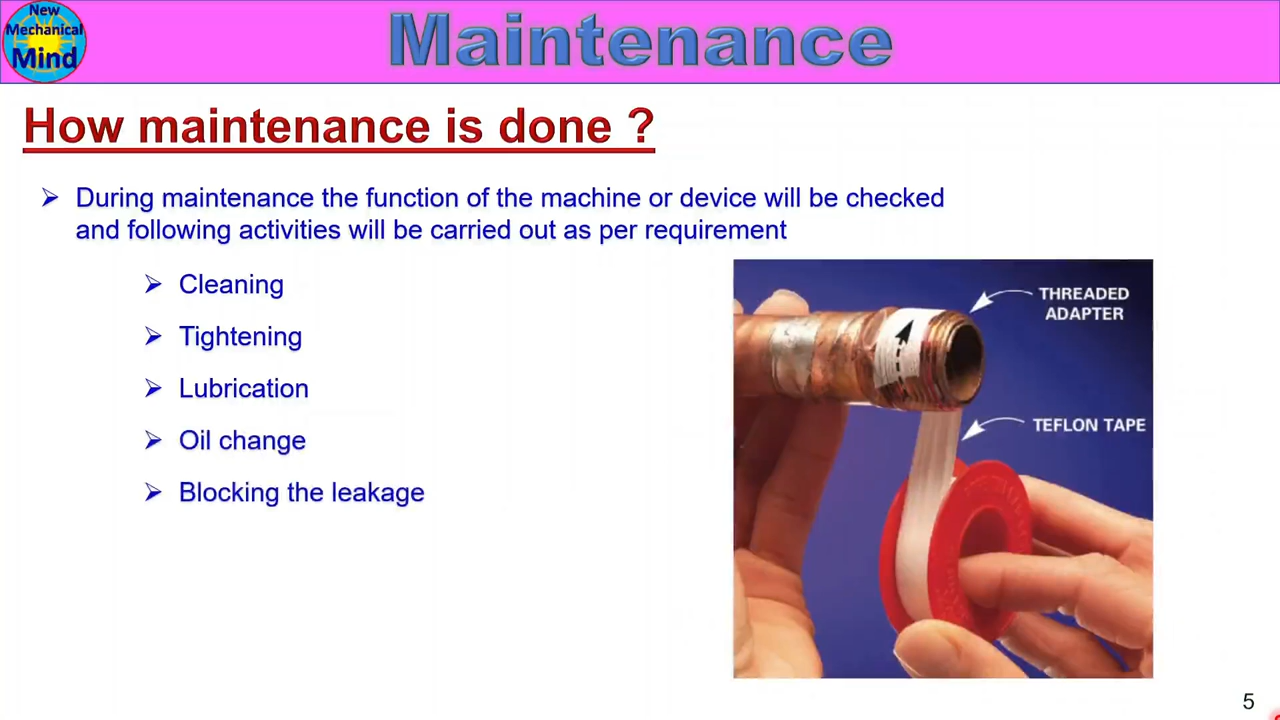 New
Mechanical
Mind
Maintenance
How maintenance is done ?
➢ During maintenance the function of the machine or device will be checked
and following activities will be carried out as per requirement
➢ Cleaning
➢ Tightening
➢ Lubrication
➢ Oil change
➢ Blocking the leakage
THREADED
ADAPTER
TEFLON TAPE
5